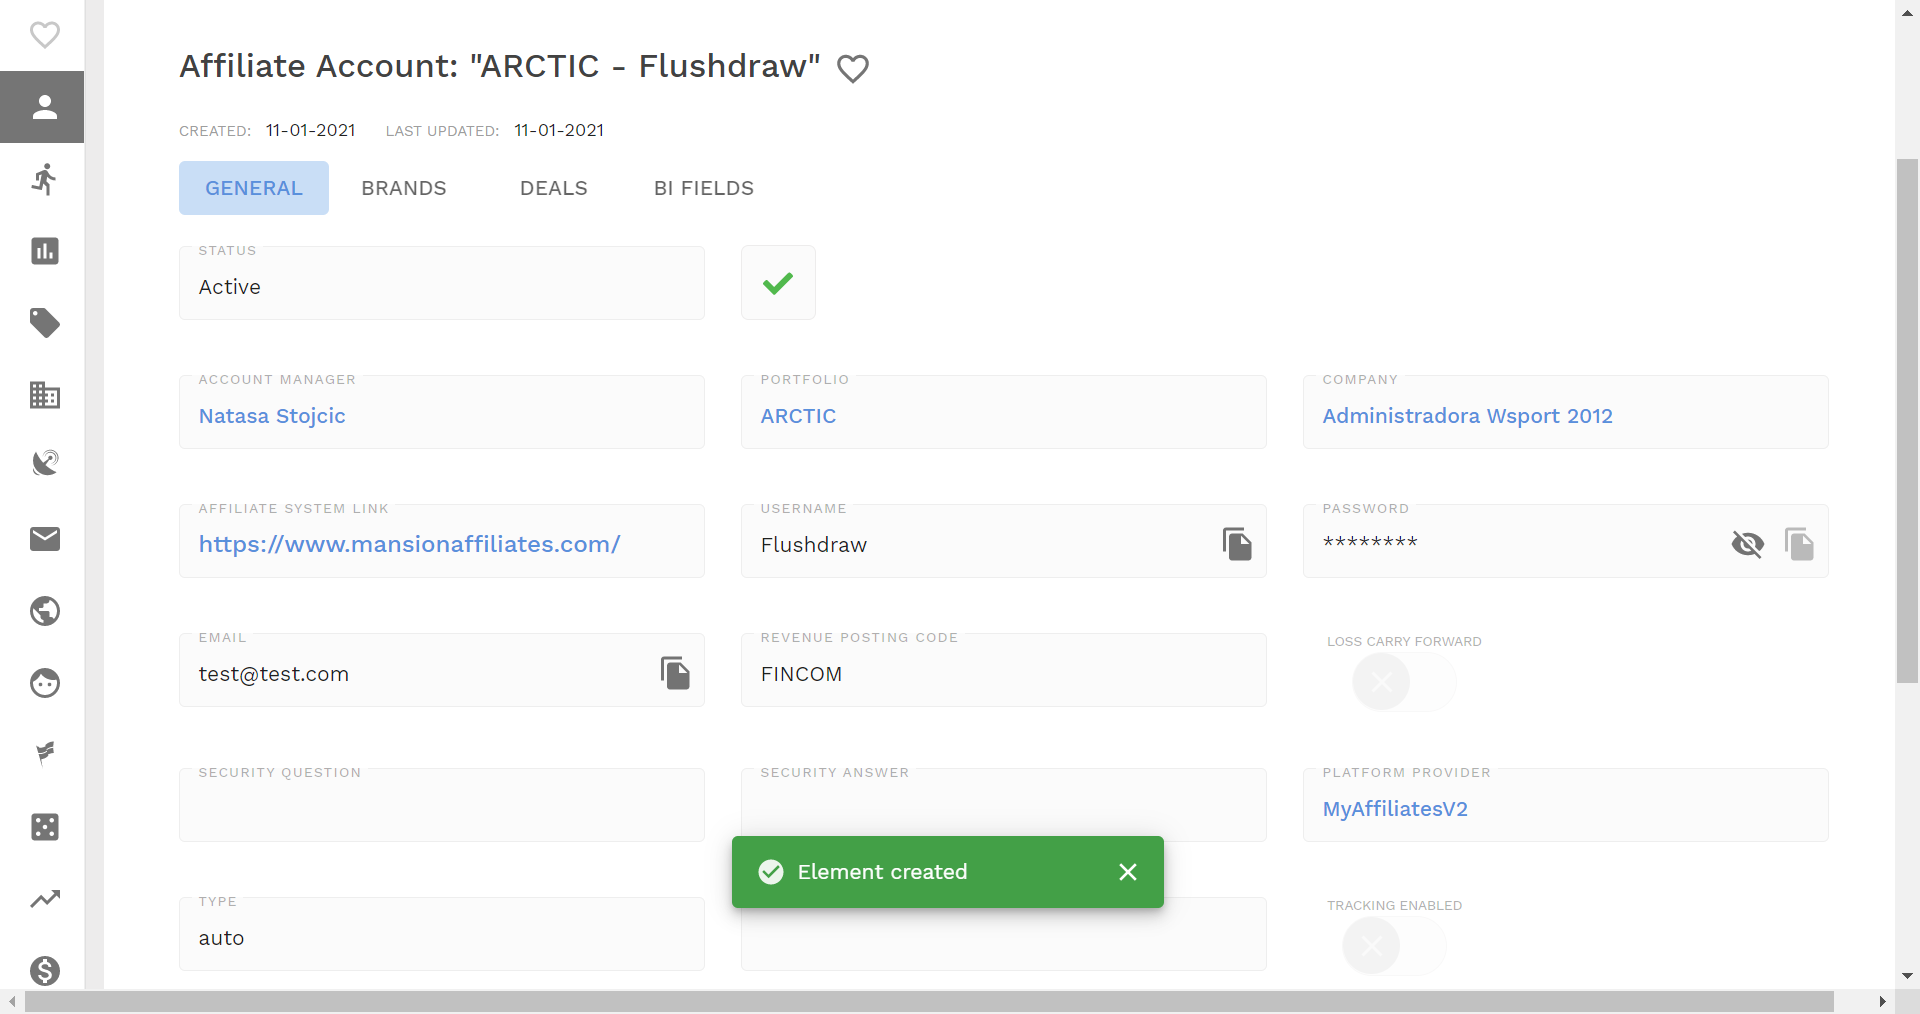 Affiliate Account: "ARCTIC - Flushdraw"
CREATED: 11-01-2021 LAST UPDATED: 11-01-2021
GENERAL BRANDS DEALS BI FIELDS
STATUS
Active
ACCOUNT MANAGER PORTFOLIO COMPANY
Natasa Stojcic ARCTIC Administradora Wsport 2012
AFFILIATE SYSTEM LINK USERNAME PASSWORD
https://www.mansionaffiliates.com/ Flushdraw ********
EMAIL REVENUE POSTING CODE LOSS CARRY FORWARD
test@test.com FINCOM
SECURITY QUESTION SECURITY ANSWER PLATFORM PROVIDER
MyAffiliatesV2
Element created
TYPE TRACKING ENABLED
auto